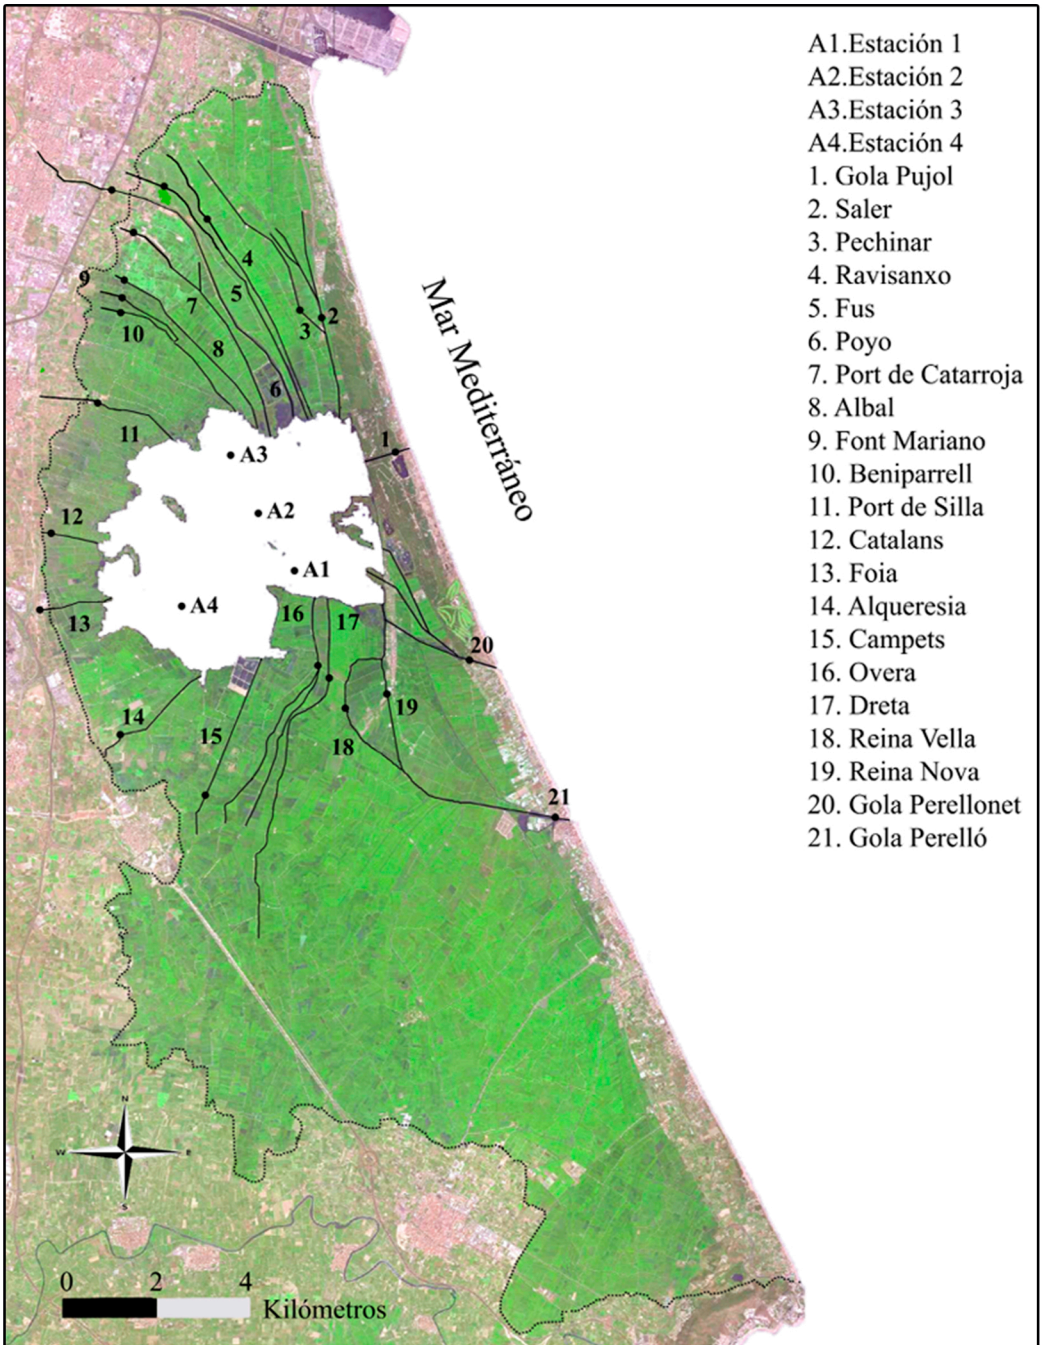 A1.Estación 1
A2.Estación 2
A3.Estación 3
A4.Estación 4
1. Gola Pujol
2. Saler
3. Pechinar
4. Ravisanxo
5. Fus
6. Poyo
7. Port de Catarroja
8. Albal
9. Font Mariano
10. Beniparrell
11. Port de Silla
12. Catalans
13. Foia
14. Alqueresia
15. Campets
16. Overa
17. Dreta
18. Reina Vella
19. Reina Nova
20. Gola Perellonet
21. Gola Perelló
Mar Mediterráneo
4
9
5
7
3
2
10
8
6
11
1
A3
12
A2
A1
A4
16
17
13
20
14
15
19
18
21
N
W
E
S
0 2 4
Kilómetros